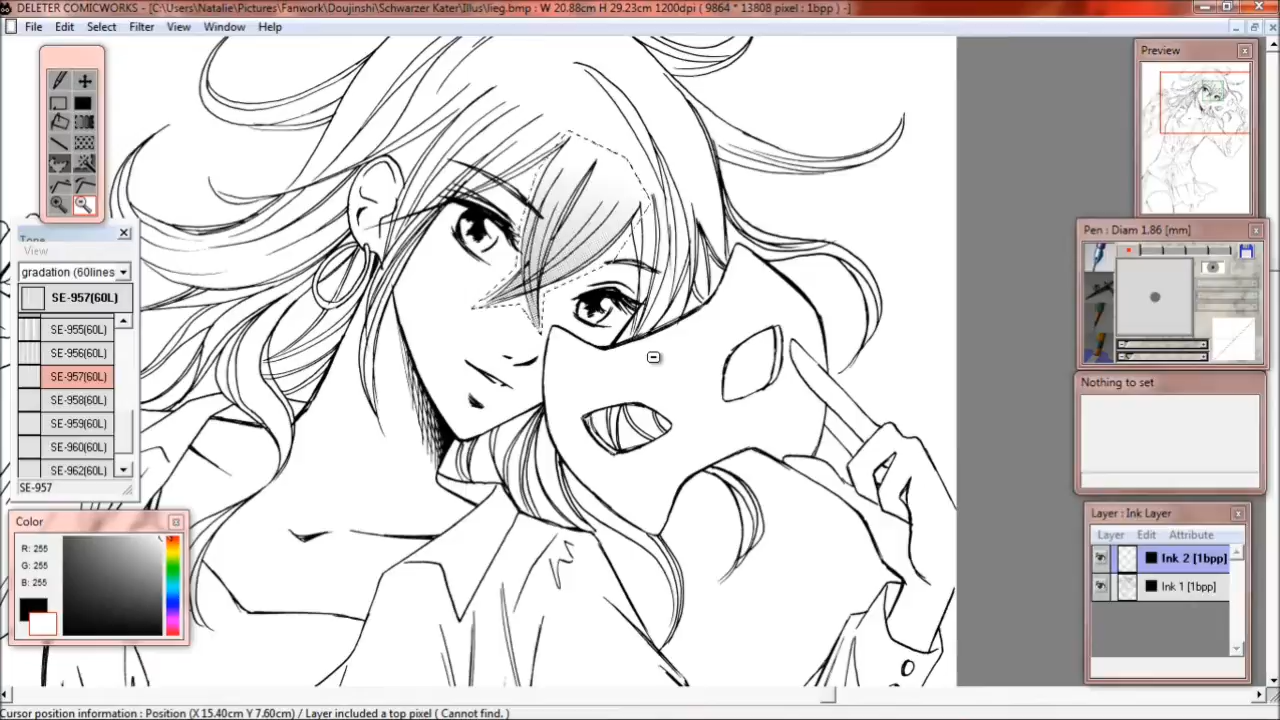 DELETER COMICWORKS - [C:\Users\Natalie\Pictures\Fanwork\Doujinshi\Schwarzer Kater\Illus\lieg.bmp : W 20.88cm H 29.23cm 1200dpi ( 9864 * 13808 pixel : 1bpp ) -]
File Edit Select Filter View Window Help
Preview
Tone
View
gradation (60lines
SE-957(60L)
SE-955(60L)
SE-956(60L)
SE-957(60L)
SE-958(60L)
SE-959(60L)
SE-960(60L)
SE-962(60L)
SE-957
Pen : Diam 1.86 [mm]
Nothing to set
Color
R: 255
G: 255
B: 255
Layer : Ink Layer
Layer Edit Attribute
Ink 2 [1bpp]
Ink 1 [1bpp]
Cursor position information : Position (X 15.40cm Y 7.60cm) / Layer included a top pixel ( Cannot find. )